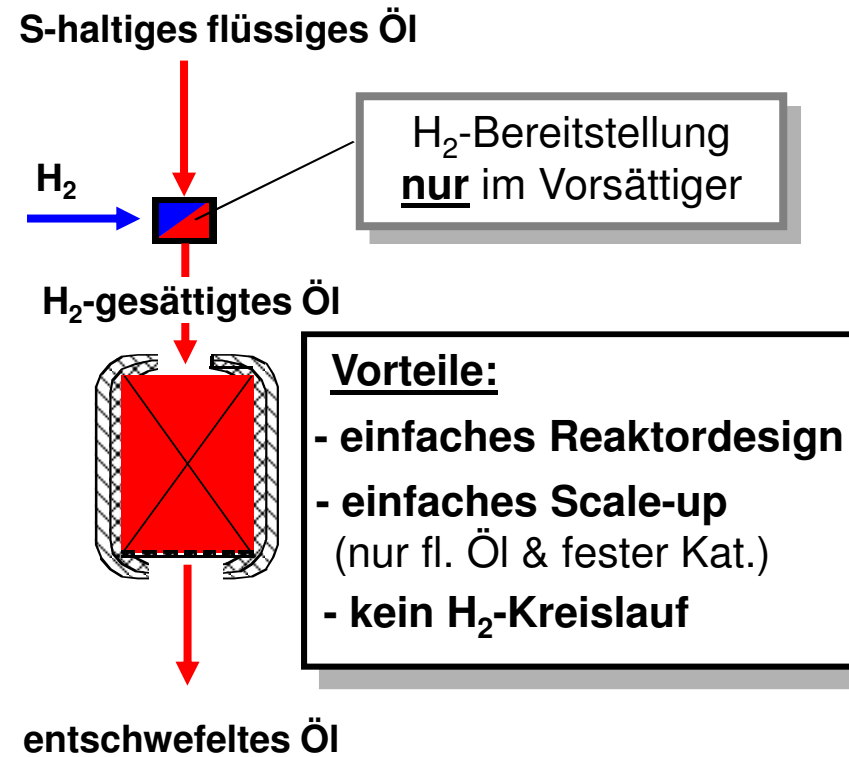 S-haltiges flüssiges Öl
H₂-Bereitstellung
nur im Vorsättiger
H₂
H₂-gesättigtes Öl
Vorteile:
- einfaches Reaktordesign
- einfaches Scale-up
(nur fl. Öl & fester Kat.)
- kein H₂-Kreislauf
entschwefeltes Öl